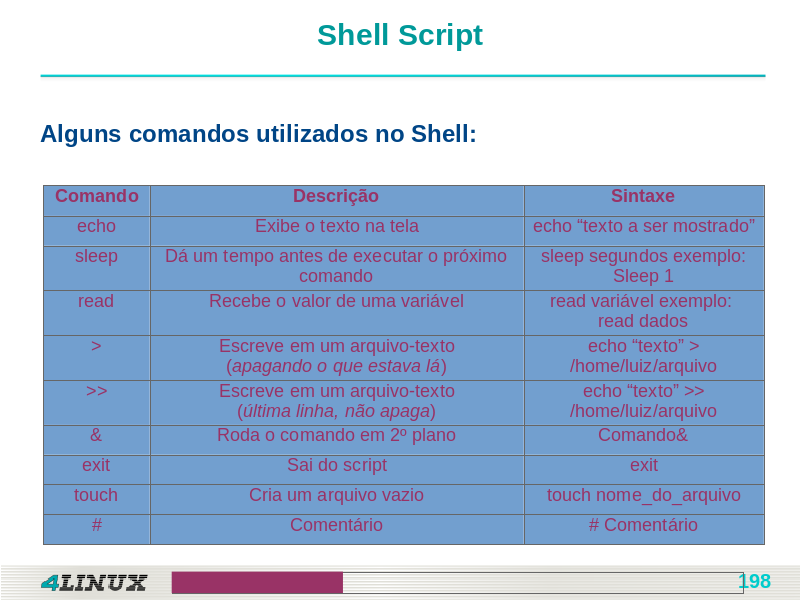 Shell Script
Alguns comandos utilizados no Shell:
Comando Descrição Sintaxe
echo Exibe o texto na tela echo “texto a ser mostrado”
sleep Dá um tempo antes de executar o próximo sleep segundos exemplo:
comando Sleep 1
read Recebe o valor de uma variável read variável exemplo:
read dados
> Escreve em um arquivo-texto echo “texto” >
(apagando o que estava lá) /home/luiz/arquivo
>> Escreve em um arquivo-texto echo “texto” >>
(última linha, não apaga) /home/luiz/arquivo
& Roda o comando em 2º plano Comando&
exit Sai do script exit
touch Cria um arquivo vazio touch nome_do_arquivo
# Comentário # Comentário
4LINUX 198